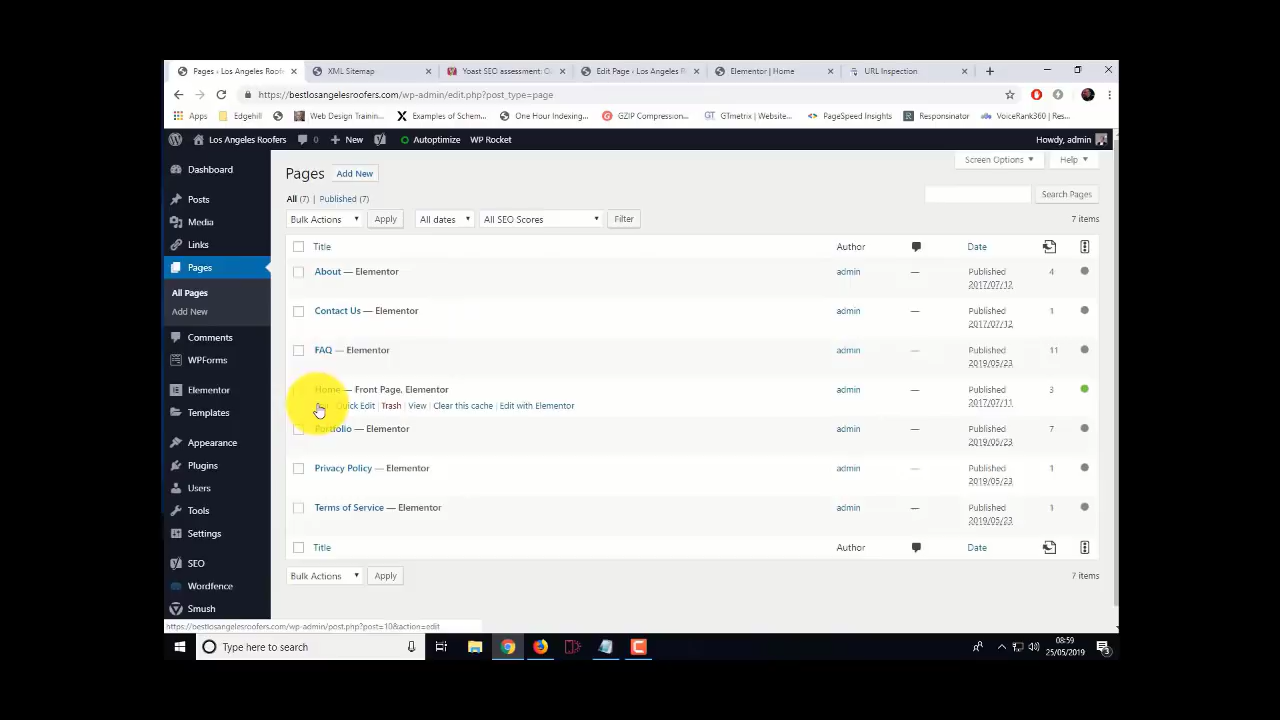 Pages ‹ Los Angeles Roofe
XML Sitemap
Yoast SEO assessment: O
Edit Page ‹ Los Angeles R
Elementor | Home
URL Inspection
https://bestlosangelesroofers.com/wp-admin/edit.php?post_type=page
Apps
Edgehill
Web Design Trainin...
Examples of Schem...
One Hour Indexing...
GZIP Compression...
GTmetrix | Website...
PageSpeed Insights
Responsinator
VoiceRank360 | Res...
Los Angeles Roofers
0
New
Autoptimize
WP Rocket
Howdy, admin
Dashboard
Posts
Media
Links
Pages
All Pages
Add New
Comments
WPForms
Elementor
Templates
Appearance
Plugins
Users
Tools
Settings
SEO
Wordfence
Smush
Pages
Add New
Screen Options
Help
All (7) | Published (7)
Search Pages
Bulk Actions
Apply
All dates
All SEO Scores
Filter
7 items
Title Author Date
About — Elementor admin — Published 4
2017/07/12
Contact Us — Elementor admin — Published 1
2017/07/12
FAQ — Elementor admin — Published 11
2019/05/23
Home — Front Page, Elementor admin — Published 3
Quick Edit | Trash | View | Clear this cache | Edit with Elementor 2017/07/11
Portfolio — Elementor admin — Published 7
2019/05/23
Privacy Policy — Elementor admin — Published 1
2019/05/23
Terms of Service — Elementor admin — Published 1
2019/05/23
Title Author Date
Bulk Actions
Apply
7 items
https://bestlosangelesroofers.com/wp-admin/post.php?post=10&action=edit
Type here to search
08:59
25/05/2019
3